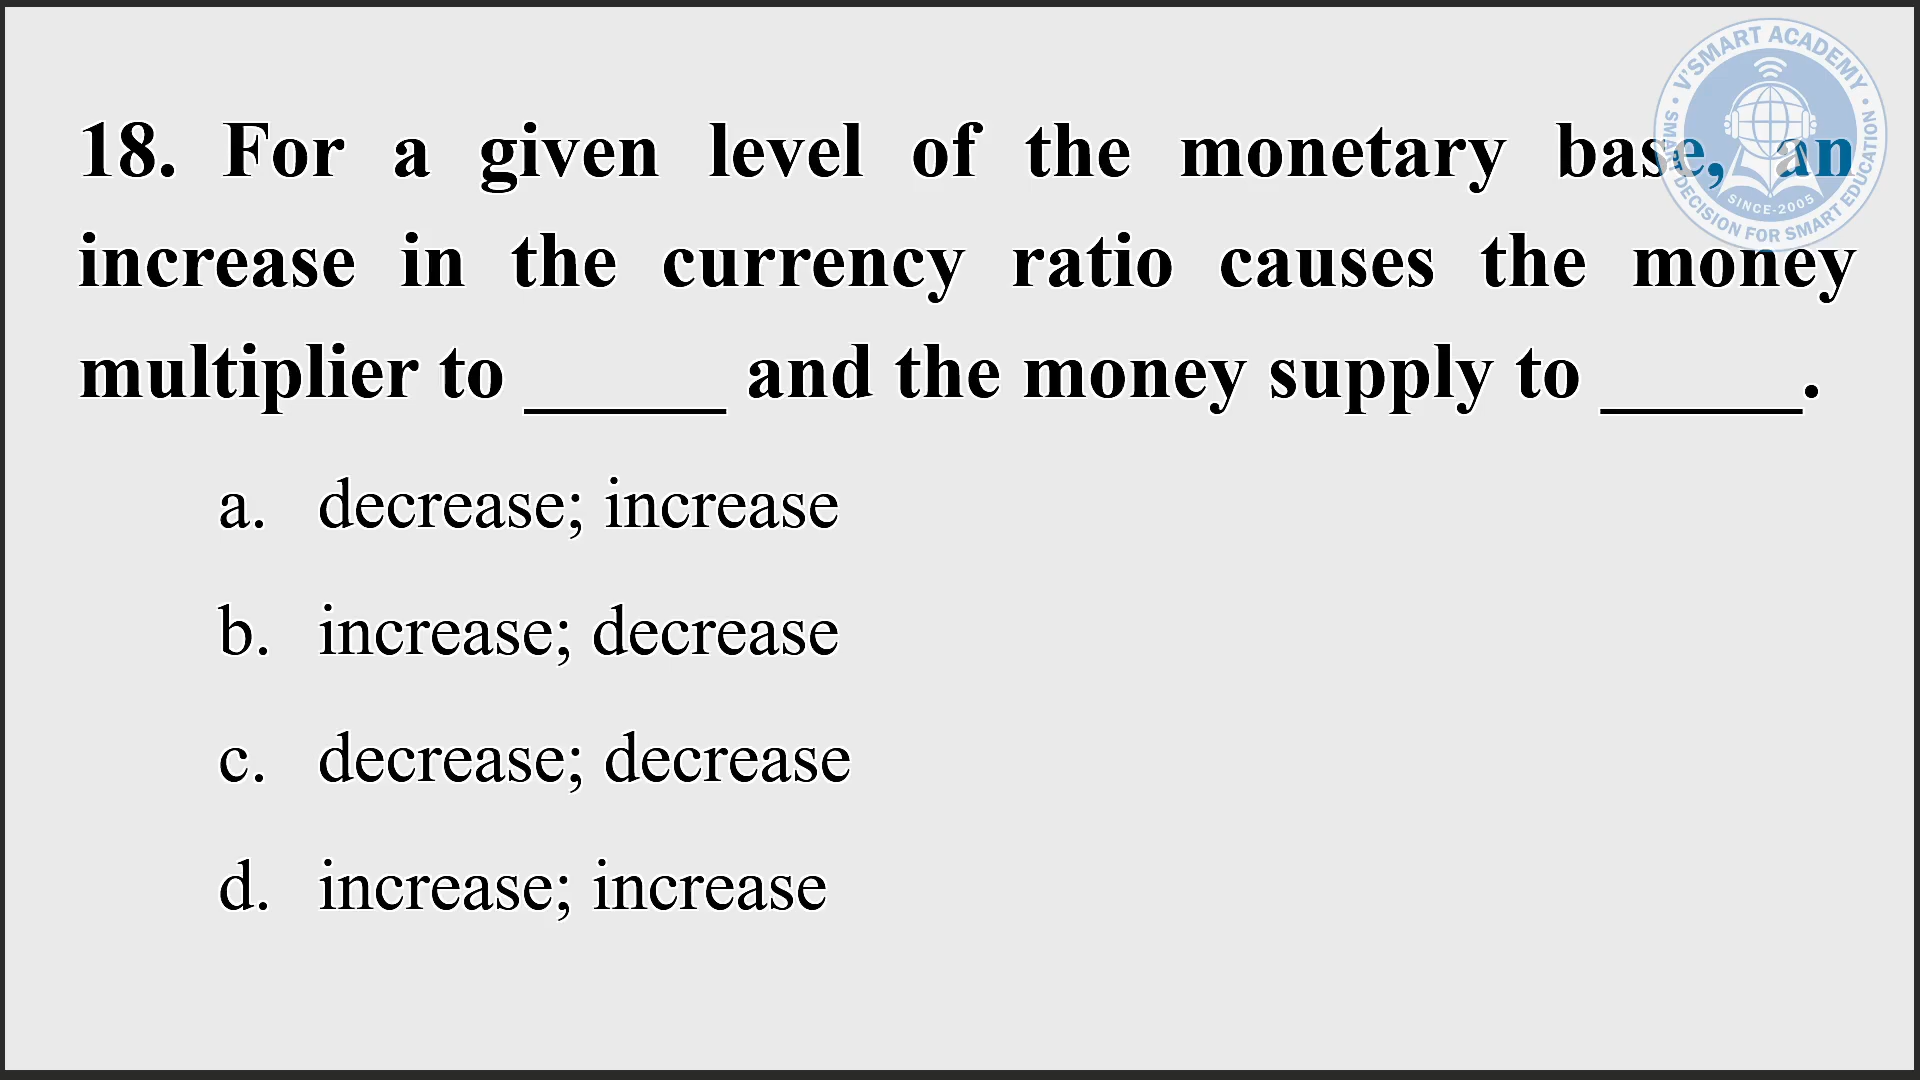 V'SMART ACADEMY
SMART DECISION FOR SMART EDUCATION
SINCE-2005
18. For a given level of the monetary base, an
increase in the currency ratio causes the money
multiplier to _____ and the money supply to _____.
a. decrease; increase
b. increase; decrease
c. decrease; decrease
d. increase; increase